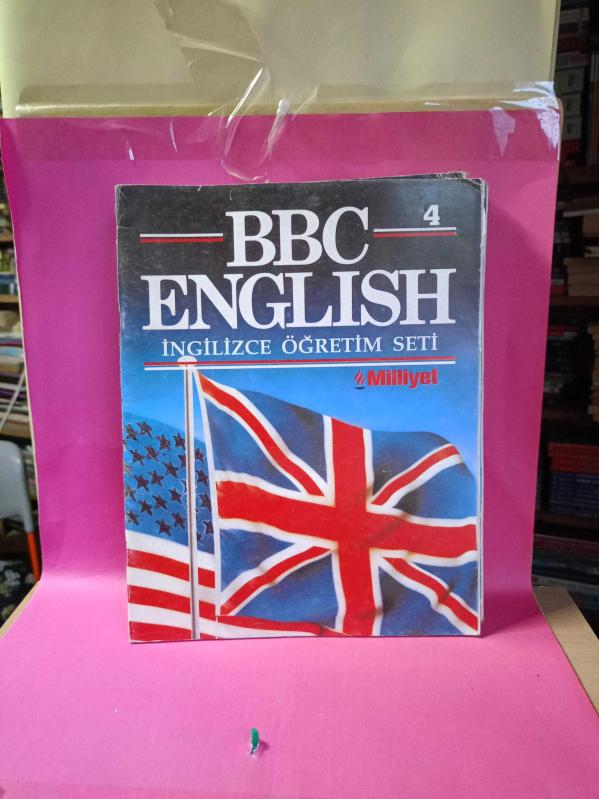 4
BBC
ENGLISH
İNGİLİZCE ÖĞRETİM SETİ
Milliyet